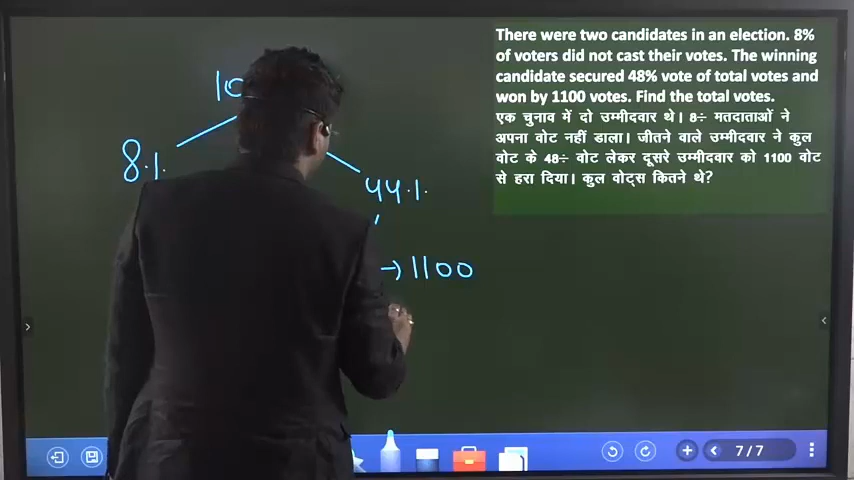 There were two candidates in an election. 8%
of voters did not cast their votes. The winning
candidate secured 48% vote of total votes and
won by 1100 votes. Find the total votes.
एक चुनाव में दो उम्मीदवार थे। 8÷ मतदाताओं ने
अपना वोट नहीं डाला। जीतने वाले उम्मीदवार ने कुल
वोट के 48÷ वोट लेकर दूसरे उम्मीदवार को 1100 वोट
से हरा दिया। कुल वोट्स कितने थे?
8%
44%
→1100
7/7